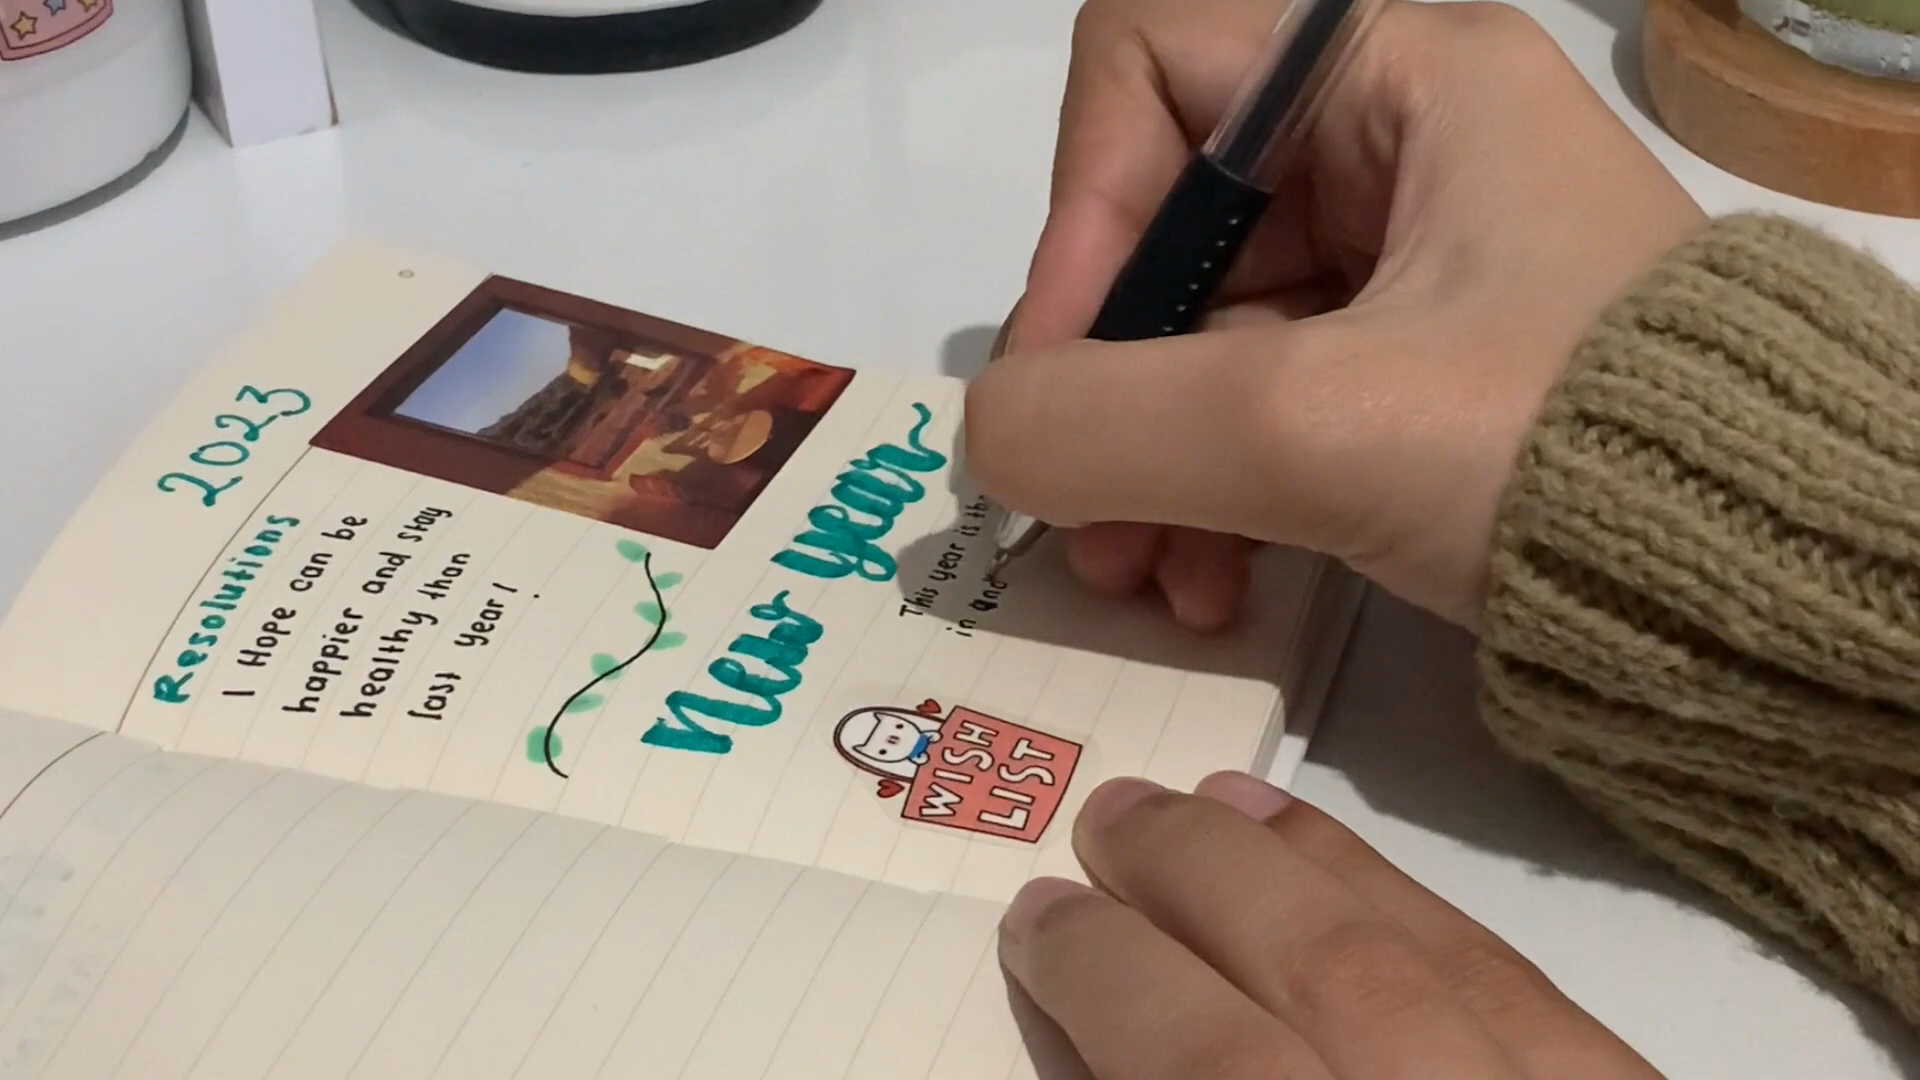 2023
Resolutions
I Hope can be
happier and stay
healthy than
last year!
New year
This year is
in and
WISH
LIST